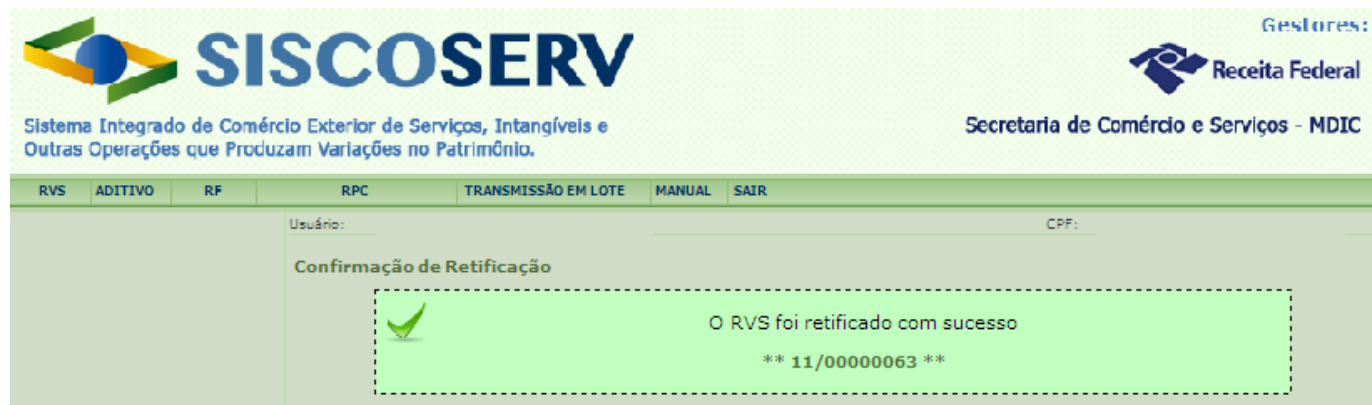 Gestores:
SISCOSERV
Receita Federal
Sistema Integrado de Comércio Exterior de Serviços, Intangíveis e
Outras Operações que Produzam Variações no Patrimônio.
Secretaria de Comércio e Serviços - MDIC
RVS ADITIVO RF RPC TRANSMISSÃO EM LOTE MANUAL SAIR
Usuário: CPF:
Confirmação de Retificação
O RVS foi retificado com sucesso
** 11/00000063 **